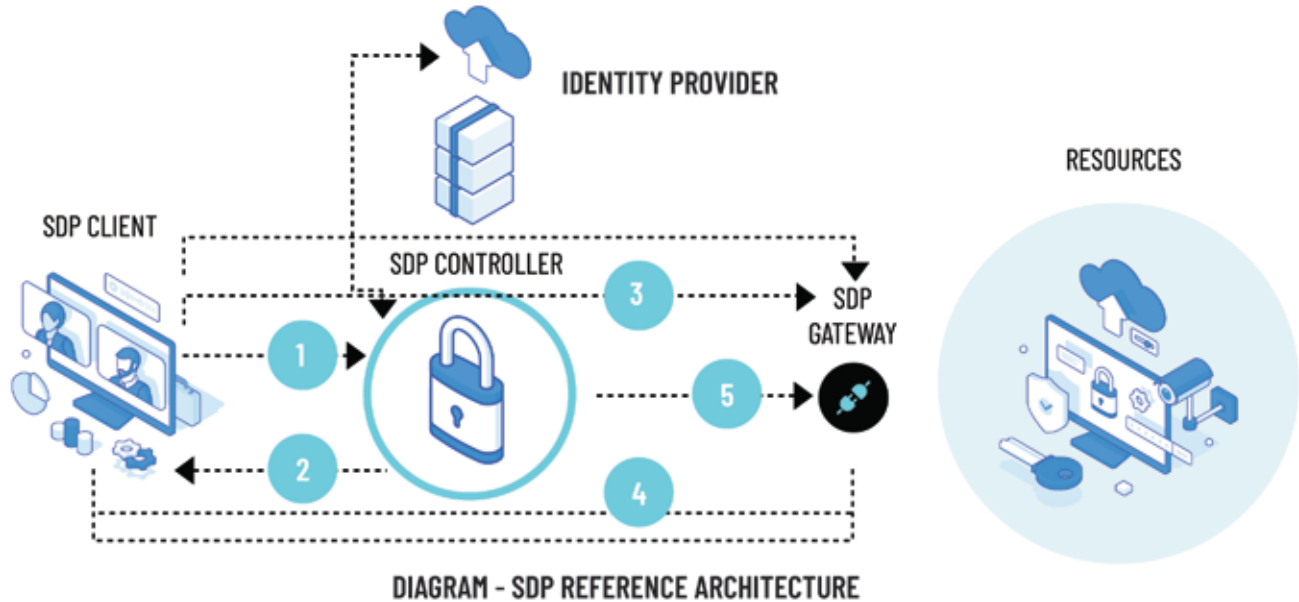 IDENTITY PROVIDER
RESOURCES
SDP CLIENT
SDP CONTROLLER
3
SDP
GATEWAY
1
5
2
4
DIAGRAM - SDP REFERENCE ARCHITECTURE